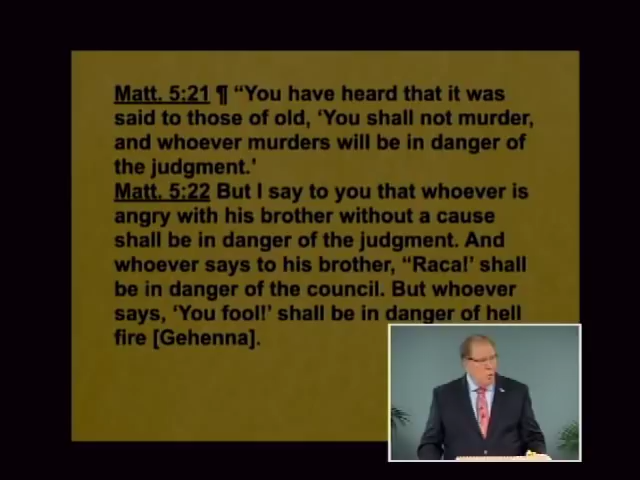 Matt. 5:21 ¶ “You have heard that it was
said to those of old, ‘You shall not murder,
and whoever murders will be in danger of
the judgment.’
Matt. 5:22 But I say to you that whoever is
angry with his brother without a cause
shall be in danger of the judgment. And
whoever says to his brother, “Raca!’ shall
be in danger of the council. But whoever
says, ‘You fool!’ shall be in danger of hell
fire [Gehenna].